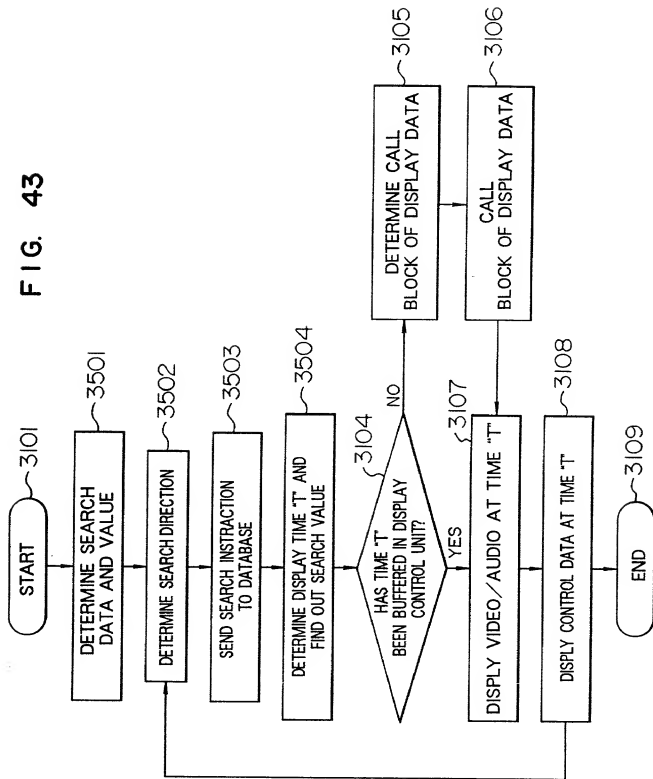 FIG. 43
3101
START
3501
DETERMINE SEARCH
DATA AND VALUE
3502
DETERMINE SEARCH DIRECTION
3503
SEND SEARCH INSTRACTION
TO DATABASE
3504
DETERMINE DISPLAY TIME "T" AND
FIND OUT SEARCH VALUE
3104
HAS TIME "T"
BEEN BUFFERED IN DISPLAY
CONTROL UNIT?
NO
YES
3105
DETERMINE CALL
BLOCK OF DISPLAY DATA
3106
CALL
BLOCK OF DISPLAY DATA
3107
DISPLAY VIDEO/AUDIO AT TIME "T"
3108
DISPLY CONTROL DATA AT TIME "T"
3109
END